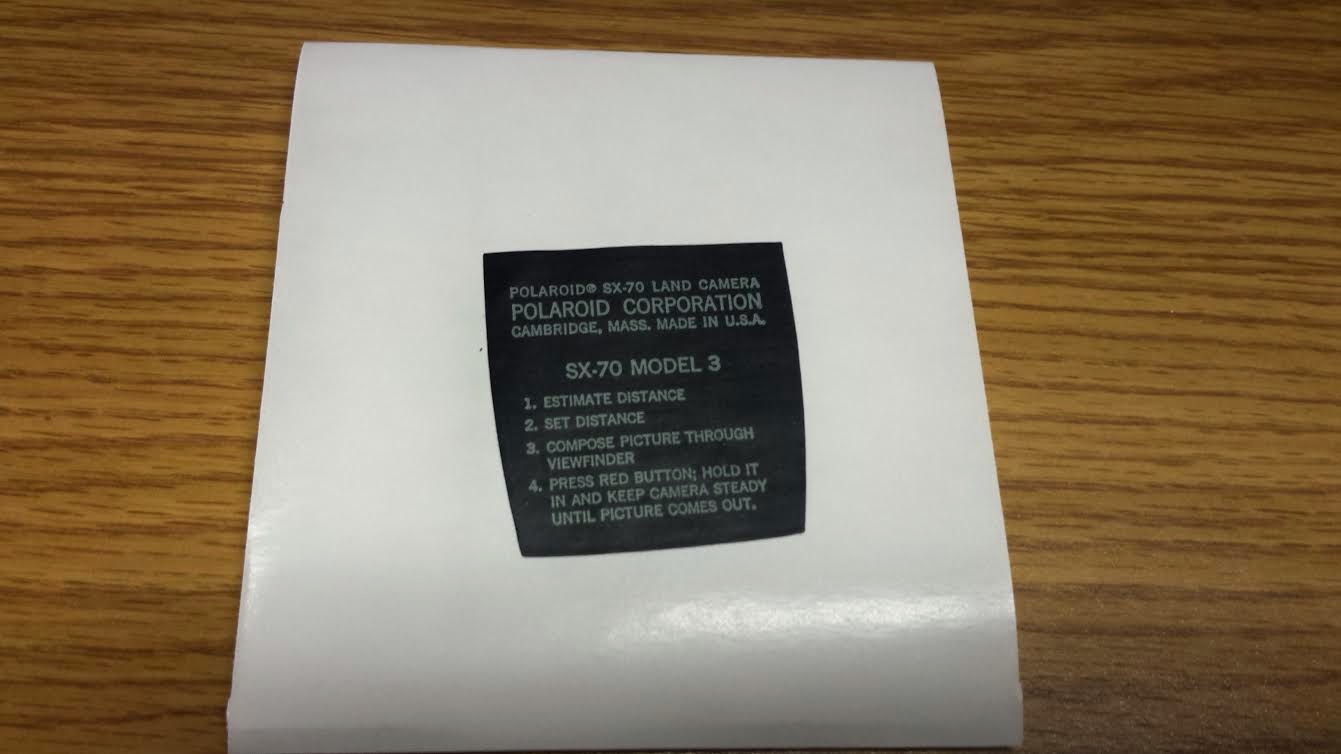 POLAROID® SX-70 LAND CAMERA
POLAROID CORPORATION
CAMBRIDGE, MASS. MADE IN U.S.A.
SX-70 MODEL 3
1. ESTIMATE DISTANCE
2. SET DISTANCE
3. COMPOSE PICTURE THROUGH
VIEWFINDER
4. PRESS RED BUTTON; HOLD IT
IN AND KEEP CAMERA STEADY
UNTIL PICTURE COMES OUT.